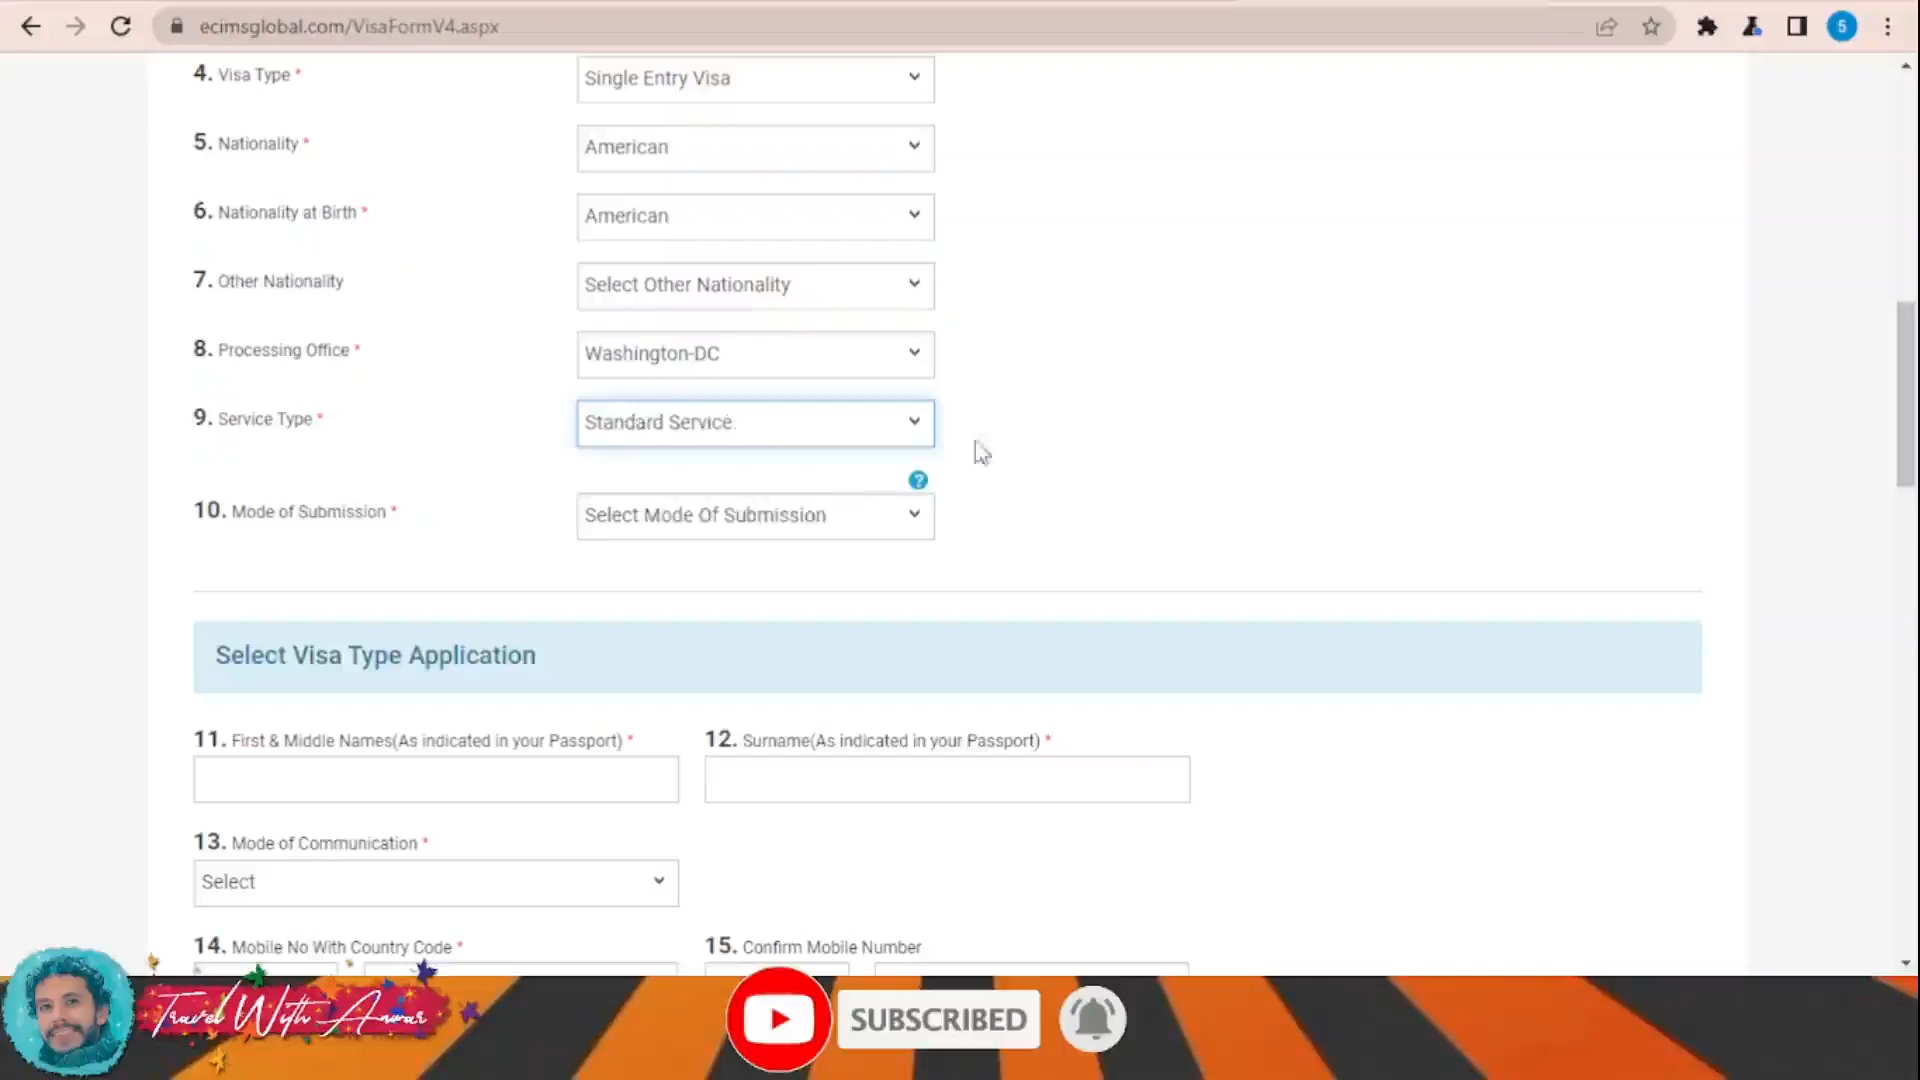 ecimsglobal.com/VisaFormV4.aspx
5
4. Visa Type *
Single Entry Visa
5. Nationality *
American
6. Nationality at Birth *
American
7. Other Nationality
Select Other Nationality
8. Processing Office *
Washington-DC
9. Service Type *
Standard Service
?
10. Mode of Submission *
Select Mode Of Submission
Select Visa Type Application
11. First & Middle Names(As indicated in your Passport) *
12. Surname(As indicated in your Passport) *
13. Mode of Communication *
Select
14. Mobile No With Country Code *
15. Confirm Mobile Number
Travel With Anwar
SUBSCRIBED